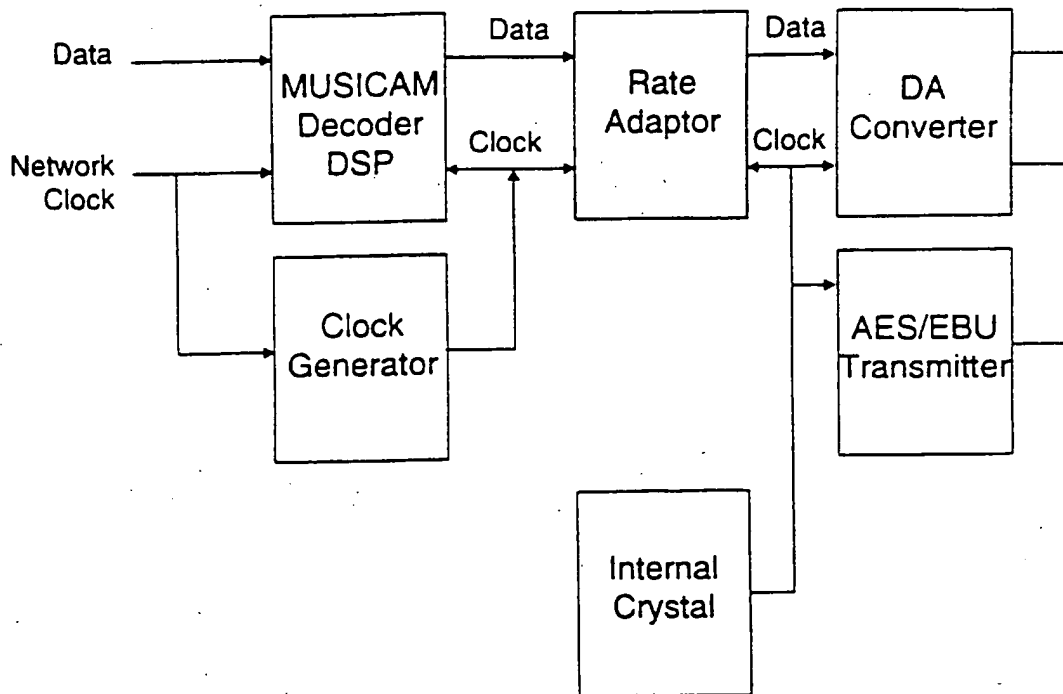 Data
Network
Clock
MUSICAM
Decoder
DSP
Data
Clock
Rate
Adaptor
Data
Clock
DA
Converter
Clock
Generator
AES/EBU
Transmitter
Internal
Crystal